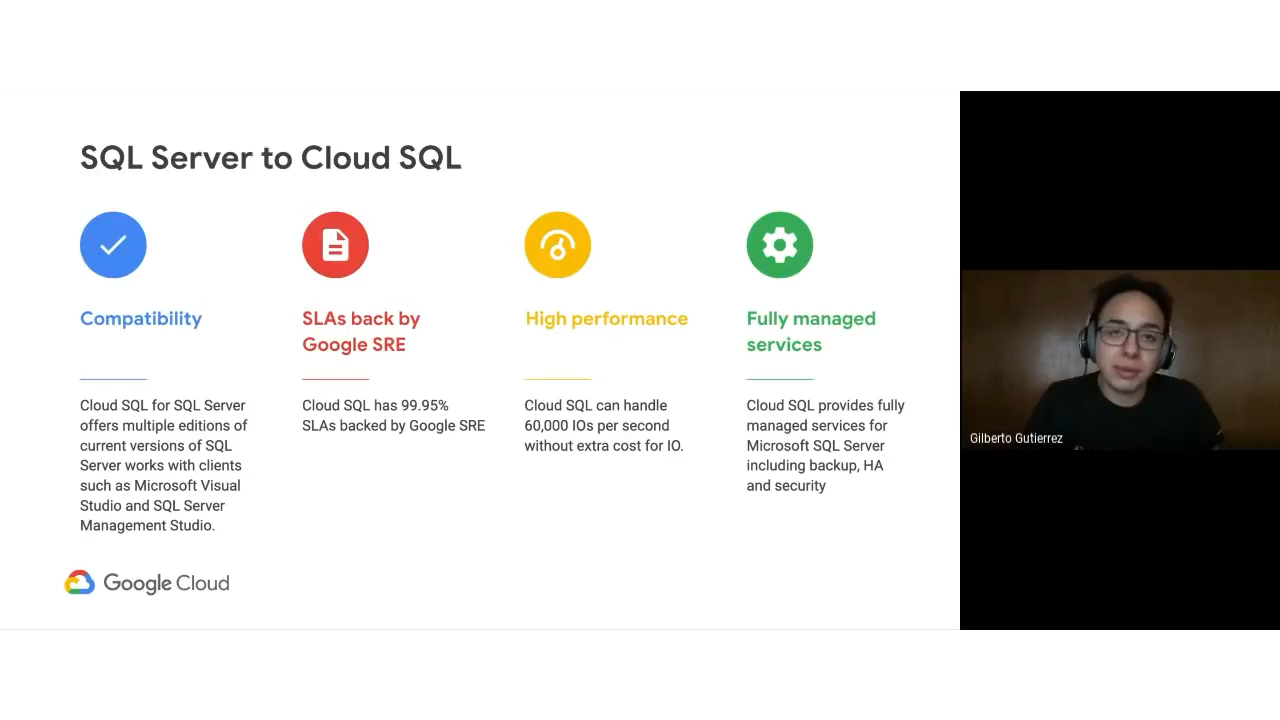 SQL Server to Cloud SQL
Compatibility
Cloud SQL for SQL Server
offers multiple editions of
current versions of SQL
Server works with clients
such as Microsoft Visual
Studio and SQL Server
Management Studio.
SLAs back by
Google SRE
Cloud SQL has 99.95%
SLAs backed by Google SRE
High performance
Cloud SQL can handle
60,000 IOs per second
without extra cost for IO.
Fully managed
services
Cloud SQL provides fully
managed services for
Microsoft SQL Server
including backup, HA
and security
Google Cloud
Gilberto Gutierrez